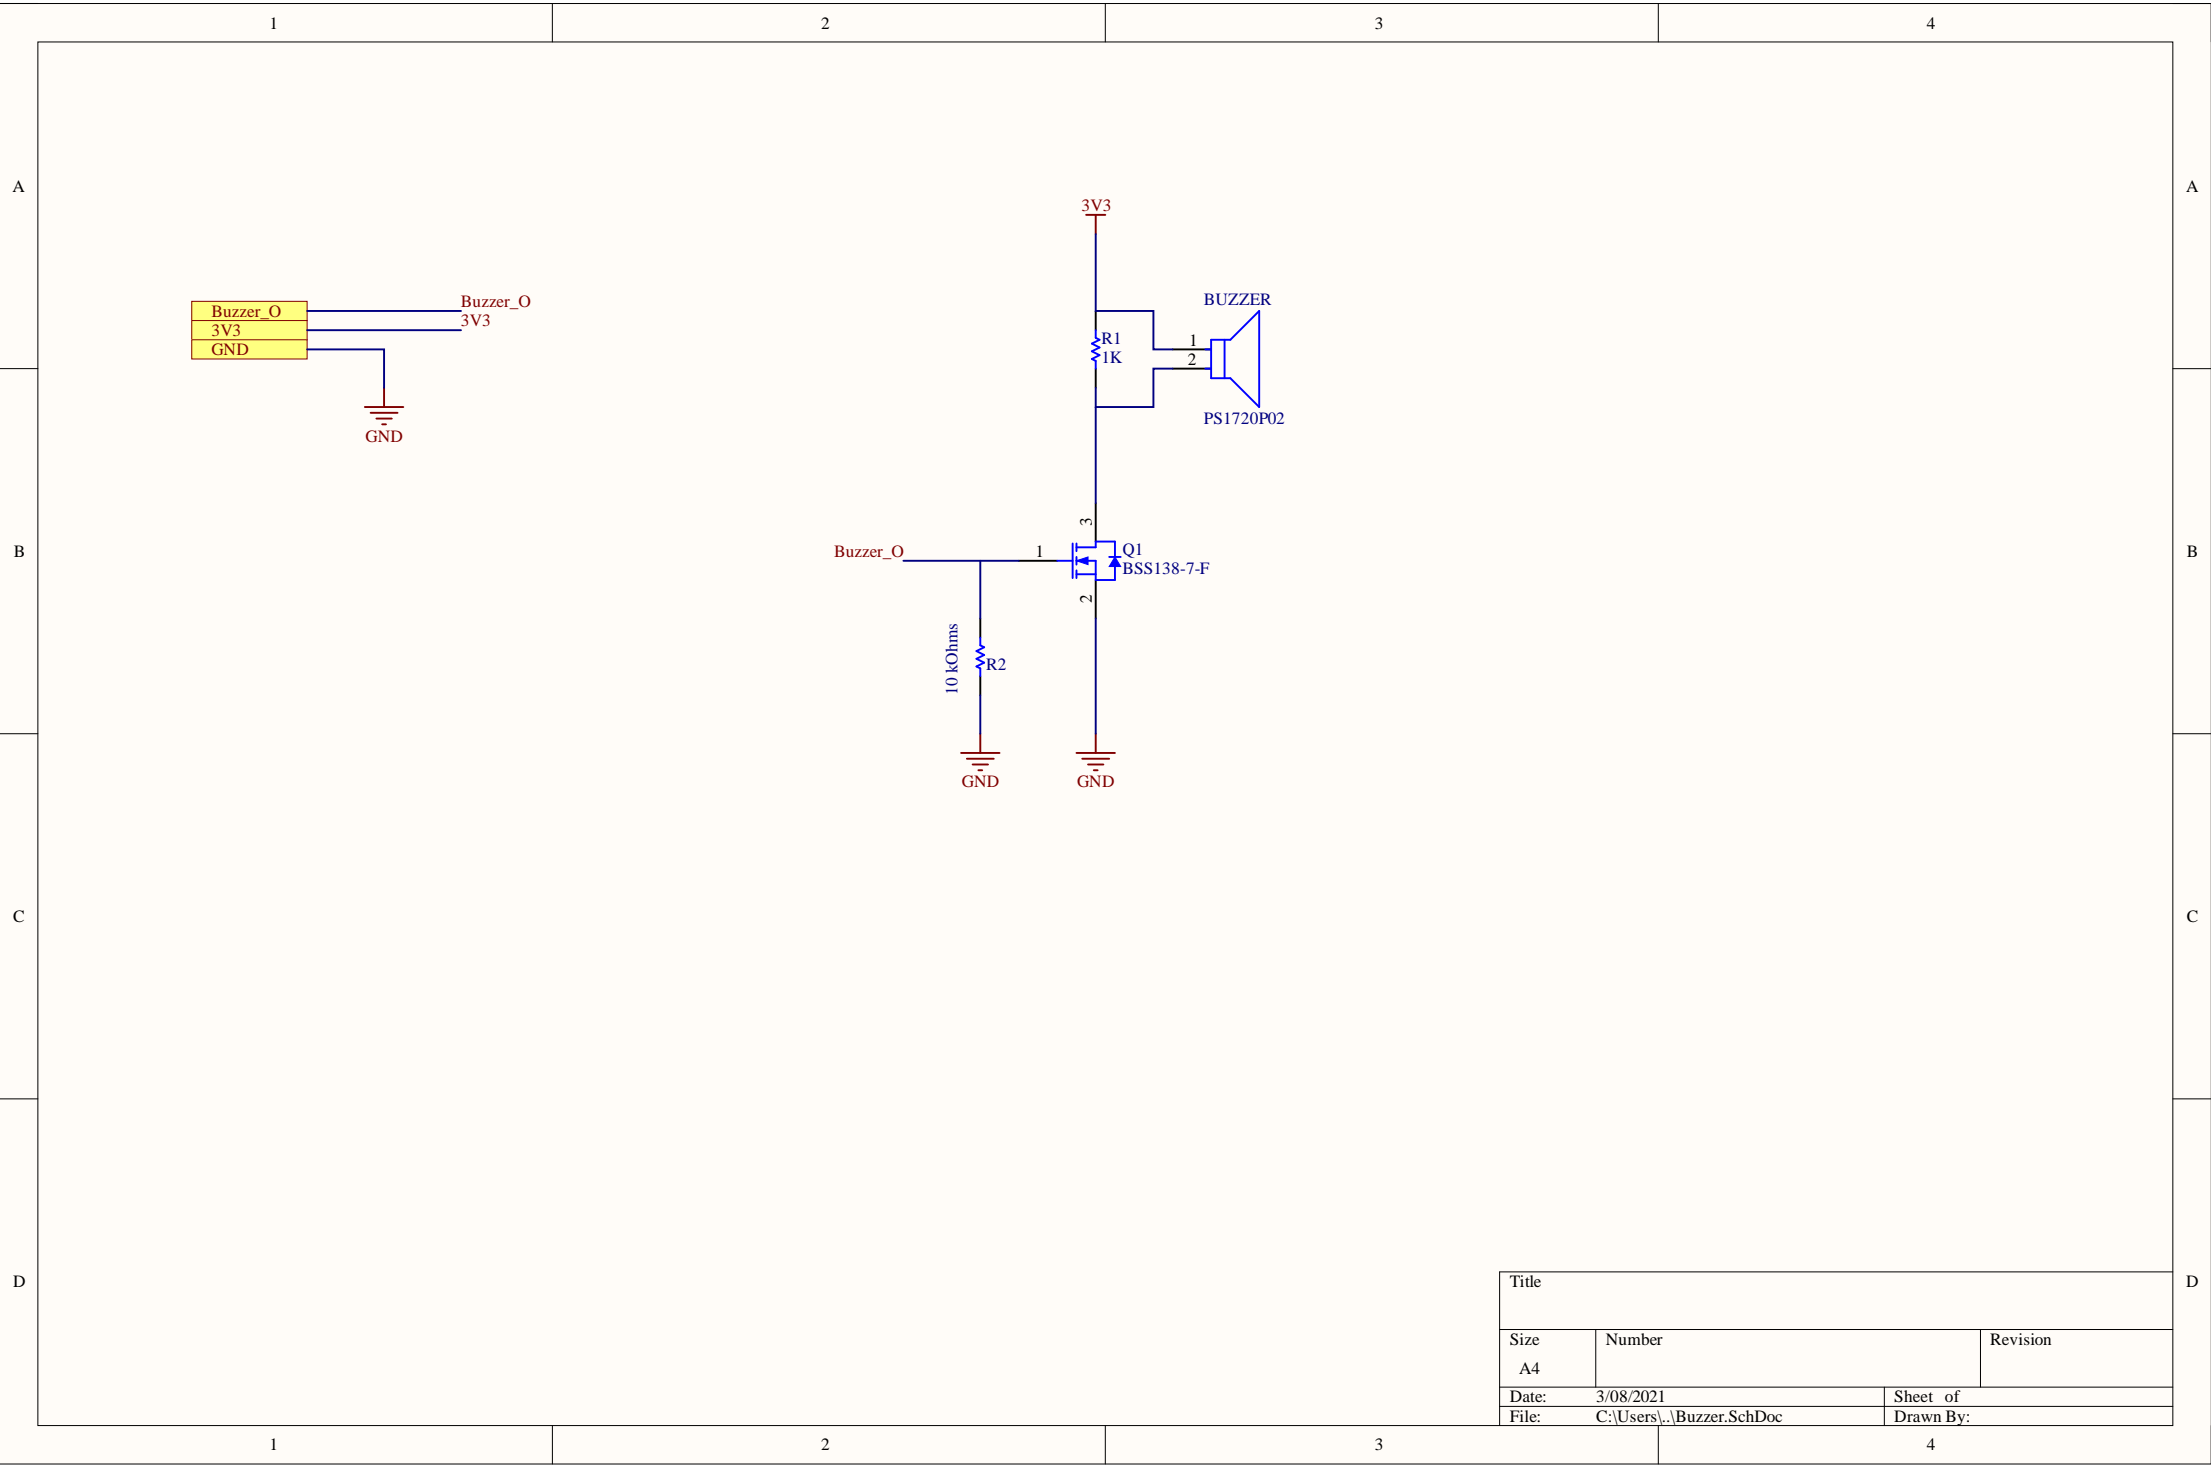 1 2 3 4
A A
3V3
BUZZER
Buzzer_O Buzzer_O
3V3 3V3
GND
R1
1K
1
2
PS1720P02
GND
3
B B
Buzzer_O 1 Q1
BSS138-7-F
2
10 kOhms R2
GND GND
C C
D D
Title
Size Number Revision
A4
Date: 3/08/2021 Sheet of
File: C:\Users\..\Buzzer.SchDoc Drawn By:
1 2 3 4